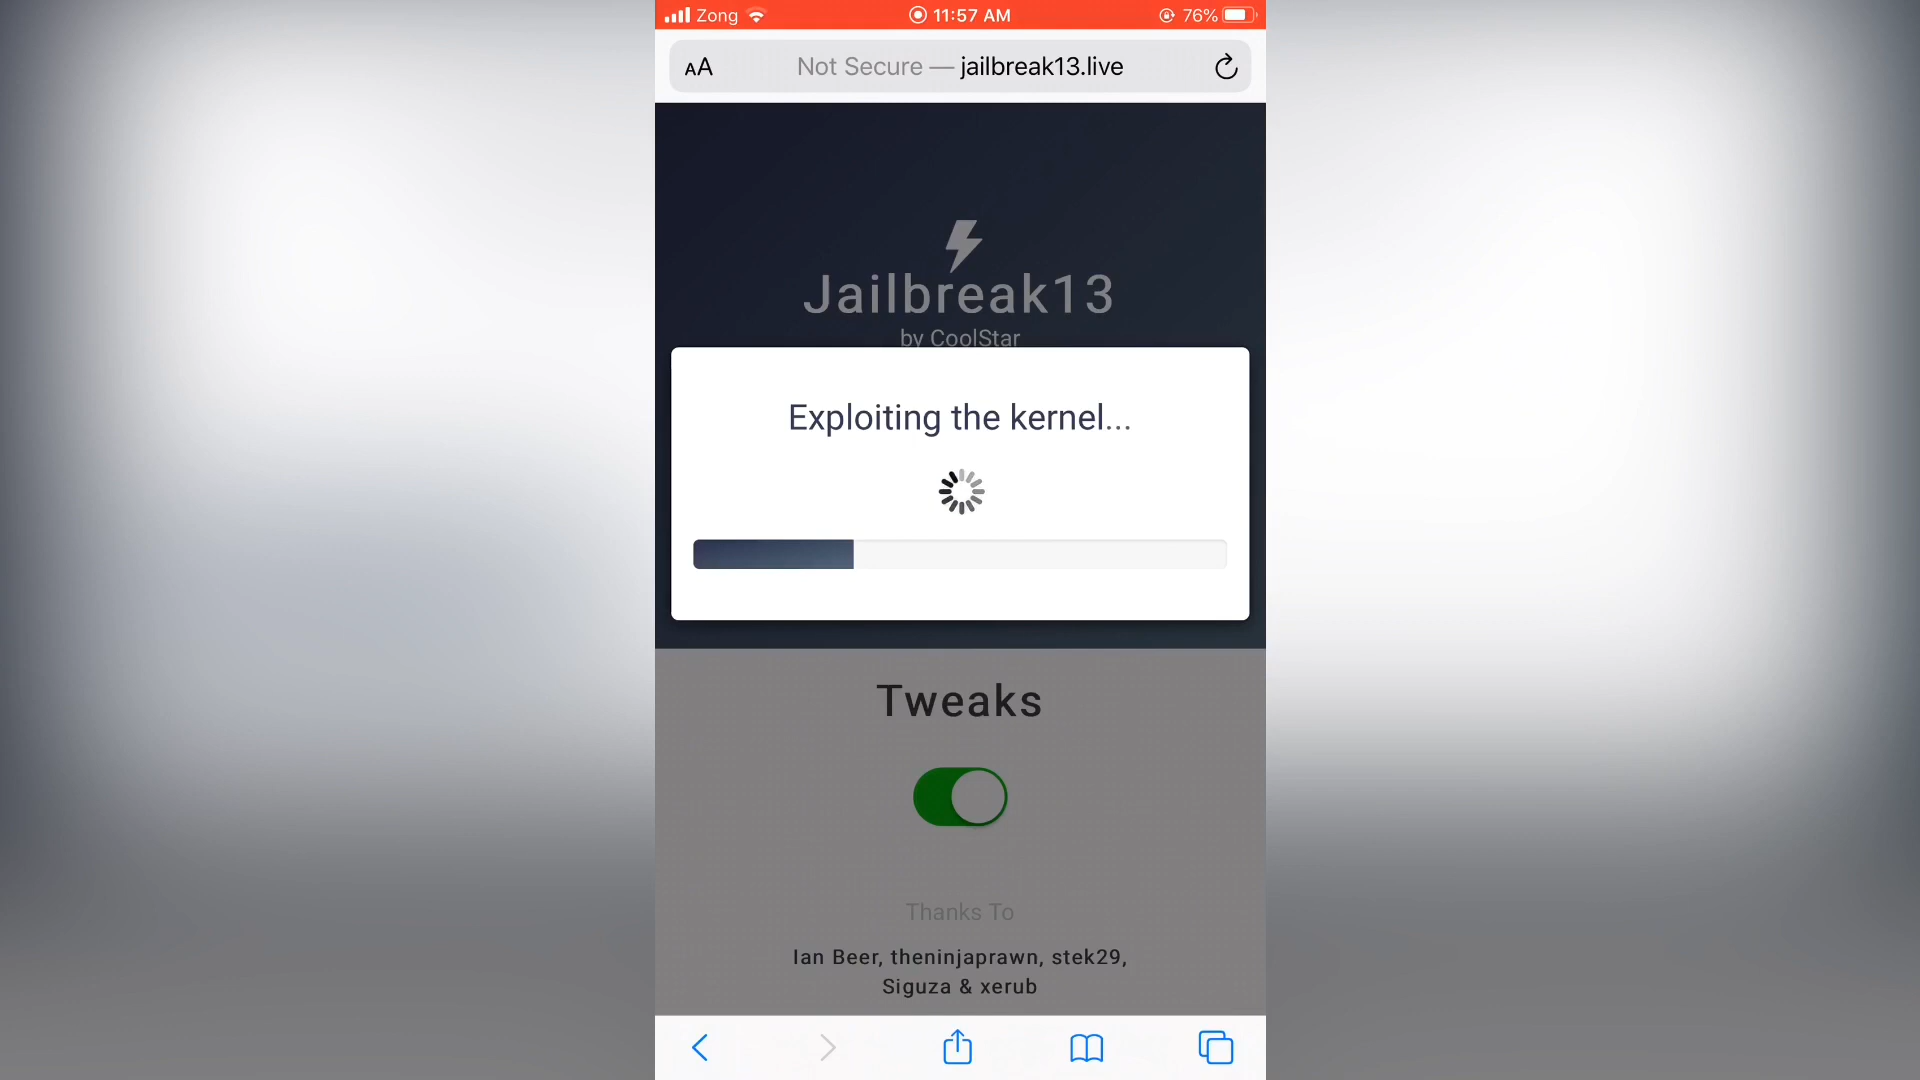 Zong 11:57 AM 76%
AA Not Secure — jailbreak13.live
Jailbreak13
by CoolStar
Exploiting the kernel...
Tweaks
Thanks To
Ian Beer, theninjaprawn, stek29,
Siguza & xerub